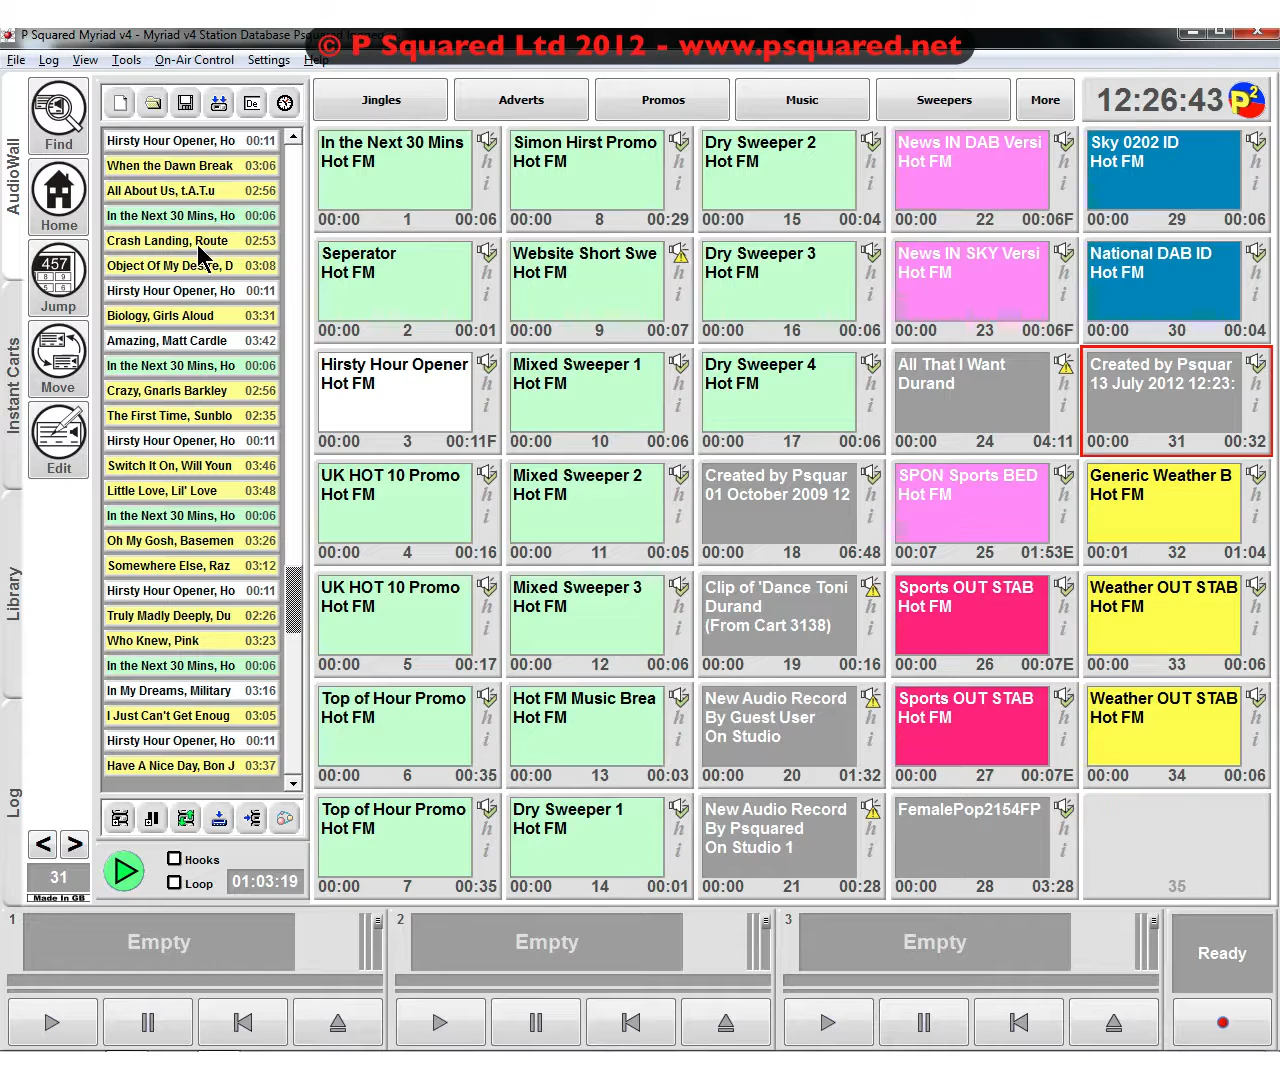 P Squared Myriad v4 - Myriad v4 Station Database
© P Squared Ltd 2012 - www.psquared.net
File Log View Tools On-Air Control Settings Help
Find
Home
457
Jump
Move
Edit
AudioWall
Instant Carts
Library
Log
31
Made In GB
De
Hirsty Hour Opener, Ho 00:11
When the Dawn Break 03:06
All About Us, t.A.T.u 02:56
In the Next 30 Mins, Ho 00:06
Crash Landing, Route 02:53
Object Of My Desire, D 03:08
Hirsty Hour Opener, Ho 00:11
Biology, Girls Aloud 03:31
Amazing, Matt Cardle 03:42
In the Next 30 Mins, Ho 00:06
Crazy, Gnarls Barkley 02:56
The First Time, Sunblo 02:35
Hirsty Hour Opener, Ho 00:11
Switch It On, Will Youn 03:46
Little Love, Lil' Love 03:48
In the Next 30 Mins, Ho 00:06
Oh My Gosh, Basemen 03:26
Somewhere Else, Raz 03:12
Hirsty Hour Opener, Ho 00:11
Truly Madly Deeply, Du 02:26
Who Knew, Pink 03:23
In the Next 30 Mins, Ho 00:06
In My Dreams, Military 03:16
I Just Can't Get Enoug 03:05
Hirsty Hour Opener, Ho 00:11
Have A Nice Day, Bon J 03:37
Hooks
Loop
01:03:19
Jingles Adverts Promos Music Sweepers More
12:26:43
P2
In the Next 30 Mins
Hot FM
00:00 1 00:06
Simon Hirst Promo
Hot FM
00:00 8 00:29
Dry Sweeper 2
Hot FM
00:00 15 00:04
News IN DAB Versi
Hot FM
00:00 22 00:06F
Sky 0202 ID
Hot FM
00:00 29 00:06
Seperator
Hot FM
00:00 2 00:01
Website Short Swe
Hot FM
00:00 9 00:07
Dry Sweeper 3
Hot FM
00:00 16 00:06
News IN SKY Versi
Hot FM
00:00 23 00:06F
National DAB ID
Hot FM
00:00 30 00:04
Hirsty Hour Opener
Hot FM
00:00 3 00:11F
Mixed Sweeper 1
Hot FM
00:00 10 00:06
Dry Sweeper 4
Hot FM
00:00 17 00:06
All That I Want
Durand
00:00 24 04:11
Created by Psquar
13 July 2012 12:23:
00:00 31 00:32
UK HOT 10 Promo
Hot FM
00:00 4 00:16
Mixed Sweeper 2
Hot FM
00:00 11 00:05
Created by Psquar
01 October 2009 12
00:00 18 06:48
SPON Sports BED
Hot FM
00:07 25 01:53E
Generic Weather B
Hot FM
00:01 32 01:04
UK HOT 10 Promo
Hot FM
00:00 5 00:17
Mixed Sweeper 3
Hot FM
00:00 12 00:06
Clip of 'Dance Toni
Durand
(From Cart 3138)
00:00 19 00:16
Sports OUT STAB
Hot FM
00:00 26 00:07E
Weather OUT STAB
Hot FM
00:00 33 00:06
Top of Hour Promo
Hot FM
00:00 6 00:35
Hot FM Music Brea
Hot FM
00:00 13 00:03
New Audio Record
By Guest User
On Studio
00:00 20 01:32
Sports OUT STAB
Hot FM
00:00 27 00:07E
Weather OUT STAB
Hot FM
00:00 34 00:06
Top of Hour Promo
Hot FM
00:00 7 00:35
Dry Sweeper 1
Hot FM
00:00 14 00:01
New Audio Record
By Psquared
On Studio 1
00:00 21 00:28
FemalePop2154FP
00:00 28 03:28
35
1 Empty
2 Empty
3 Empty
Ready